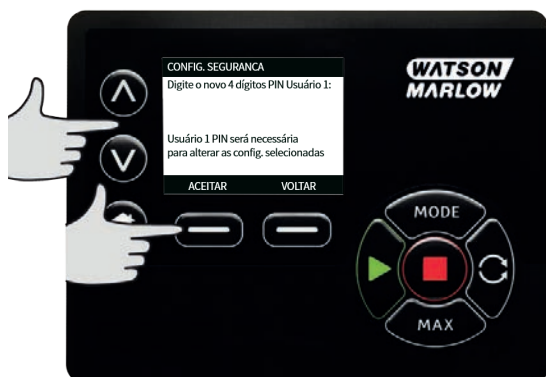 CONFIG. SEGURANCA
WATSON
MARLOW
Digite o novo 4 dígitos PIN Usuário 1:
Usuário 1 PIN será necessária
para alterar as config. selecionadas
ACEITAR VOLTAR
MODE
MAX